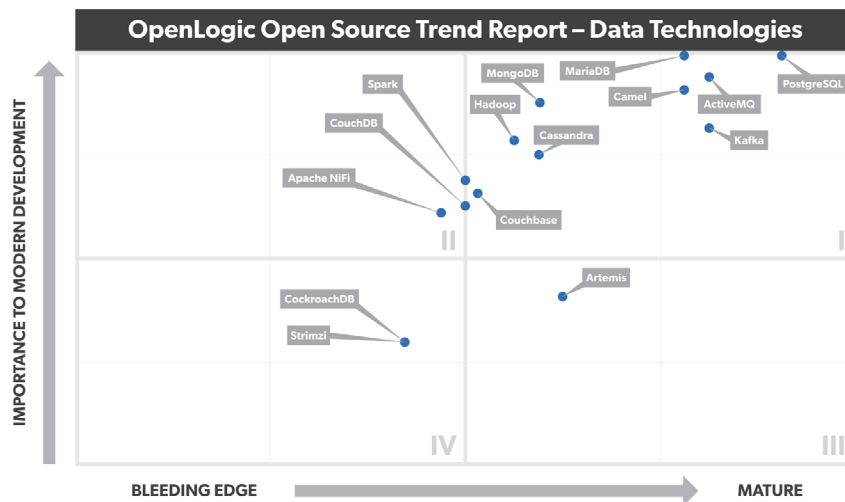 OpenLogic Open Source Trend Report – Data Technologies
IMPORTANCE TO MODERN DEVELOPMENT
Spark
MongoDB
MariaDB
PostgreSQL
Hadoop
Camel
ActiveMQ
CouchDB
Cassandra
Kafka
Apache NiFi
Couchbase
II
I
CockroachDB
Artemis
Strimzi
IV
III
BLEEDING EDGE
MATURE